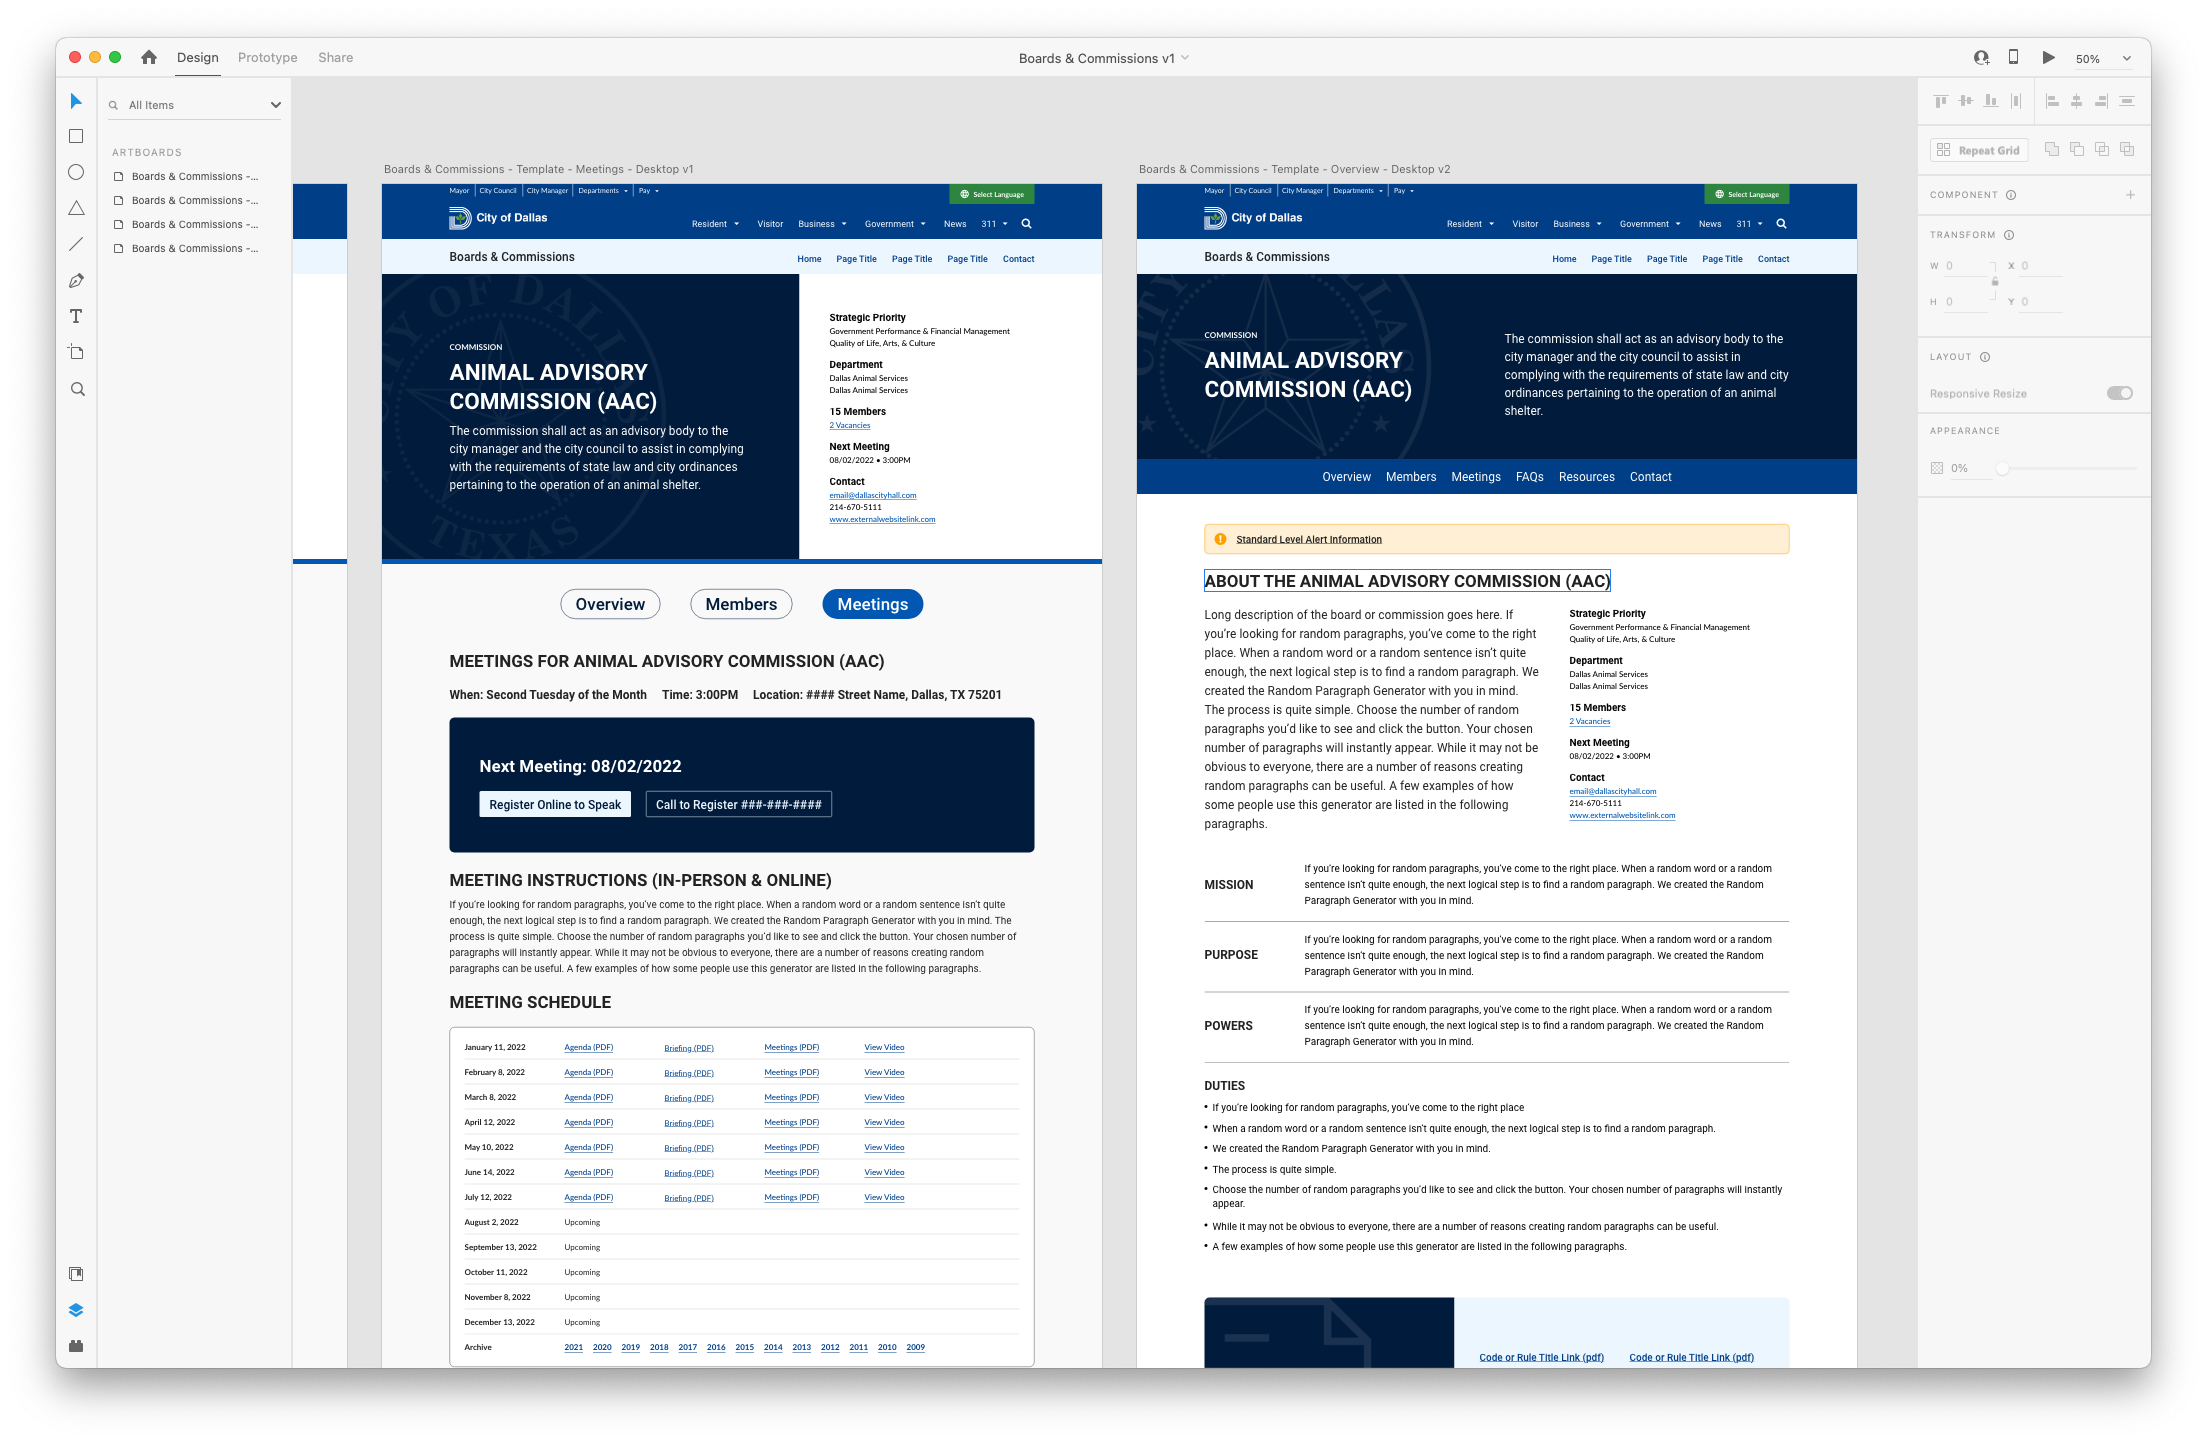 Design
Prototype
Share
Boards & Commissions v1
50%
All Items
ARTBOARDS
Boards & Commissions -...
Boards & Commissions -...
Boards & Commissions -...
Boards & Commissions -...
Boards & Commissions - Template - Meetings - Desktop v1
Mayor City Council City Manager Departments Pay Select Language
City of Dallas
Resident Visitor Business Government News 311
Boards & Commissions
Home Page Title Page Title Page Title Contact
CITY OF DALLAS
TEXAS
COMMISSION
ANIMAL ADVISORY
COMMISSION (AAC)
The commission shall act as an advisory body to the
city manager and the city council to assist in complying
with the requirements of state law and city ordinances
pertaining to the operation of an animal shelter.
Strategic Priority
Government Performance & Financial Management
Quality of Life, Arts, & Culture
Department
Dallas Animal Services
Dallas Animal Services
15 Members
2 Vacancies
Next Meeting
08/02/2022 • 3:00PM
Contact
email@dallascityhall.com
214-670-5111
www.externalwebsitelink.com
Overview Members Meetings
MEETINGS FOR ANIMAL ADVISORY COMMISSION (AAC)
When: Second Tuesday of the Month Time: 3:00PM Location: #### Street Name, Dallas, TX 75201
Next Meeting: 08/02/2022
Register Online to Speak Call to Register ###-###-####
MEETING INSTRUCTIONS (IN-PERSON & ONLINE)
If you're looking for random paragraphs, you've come to the right place. When a random word or a random sentence isn't quite
enough, the next logical step is to find a random paragraph. We created the Random Paragraph Generator with you in mind. The
process is quite simple. Choose the number of random paragraphs you'd like to see and click the button. Your chosen number of
paragraphs will instantly appear. While it may not be obvious to everyone, there are a number of reasons creating random
paragraphs can be useful. A few examples of how some people use this generator are listed in the following paragraphs.
MEETING SCHEDULE
January 11, 2022 Agenda (PDF) Briefing (PDF) Meetings (PDF) View Video
February 8, 2022 Agenda (PDF) Briefing (PDF) Meetings (PDF) View Video
March 8, 2022 Agenda (PDF) Briefing (PDF) Meetings (PDF) View Video
April 12, 2022 Agenda (PDF) Briefing (PDF) Meetings (PDF) View Video
May 10, 2022 Agenda (PDF) Briefing (PDF) Meetings (PDF) View Video
June 14, 2022 Agenda (PDF) Briefing (PDF) Meetings (PDF) View Video
July 12, 2022 Agenda (PDF) Briefing (PDF) Meetings (PDF) View Video
August 2, 2022 Upcoming
September 13, 2022 Upcoming
October 11, 2022 Upcoming
November 8, 2022 Upcoming
December 13, 2022 Upcoming
Archive 2021 2020 2019 2018 2017 2016 2015 2014 2013 2012 2011 2010 2009
Boards & Commissions - Template - Overview - Desktop v2
Mayor City Council City Manager Departments Pay Select Language
City of Dallas
Resident Visitor Business Government News 311
Boards & Commissions
Home Page Title Page Title Page Title Contact
COMMISSION
ANIMAL ADVISORY
COMMISSION (AAC)
The commission shall act as an advisory body to the
city manager and the city council to assist in
complying with the requirements of state law and city
ordinances pertaining to the operation of an animal
shelter.
Overview Members Meetings FAQs Resources Contact
Standard Level Alert Information
ABOUT THE ANIMAL ADVISORY COMMISSION (AAC)
Long description of the board or commission goes here. If
you're looking for random paragraphs, you've come to the right
place. When a random word or a random sentence isn't quite
enough, the next logical step is to find a random paragraph. We
created the Random Paragraph Generator with you in mind.
The process is quite simple. Choose the number of random
paragraphs you'd like to see and click the button. Your chosen
number of paragraphs will instantly appear. While it may not be
obvious to everyone, there are a number of reasons creating
random paragraphs can be useful. A few examples of how
some people use this generator are listed in the following
paragraphs.
Strategic Priority
Government Performance & Financial Management
Quality of Life, Arts, & Culture
Department
Dallas Animal Services
Dallas Animal Services
15 Members
2 Vacancies
Next Meeting
08/02/2022 • 3:00PM
Contact
email@dallascityhall.com
214-670-5111
www.externalwebsitelink.com
MISSION
If you're looking for random paragraphs, you've come to the right place. When a random word or a random
sentence isn't quite enough, the next logical step is to find a random paragraph. We created the Random
Paragraph Generator with you in mind.
PURPOSE
If you're looking for random paragraphs, you've come to the right place. When a random word or a random
sentence isn't quite enough, the next logical step is to find a random paragraph. We created the Random
Paragraph Generator with you in mind.
POWERS
If you're looking for random paragraphs, you've come to the right place. When a random word or a random
sentence isn't quite enough, the next logical step is to find a random paragraph. We created the Random
Paragraph Generator with you in mind.
DUTIES
• If you're looking for random paragraphs, you've come to the right place
• When a random word or a random sentence isn't quite enough, the next logical step is to find a random paragraph.
• We created the Random Paragraph Generator with you in mind.
• The process is quite simple.
• Choose the number of random paragraphs you'd like to see and click the button. Your chosen number of paragraphs will instantly
appear.
• While it may not be obvious to everyone, there are a number of reasons creating random paragraphs can be useful.
• A few examples of how some people use this generator are listed in the following paragraphs.
Code or Rule Title Link (pdf) Code or Rule Title Link (pdf)
Repeat Grid
COMPONENT
TRANSFORM
W 0 X 0
H 0 Y 0
LAYOUT
Responsive Resize
APPEARANCE
0%